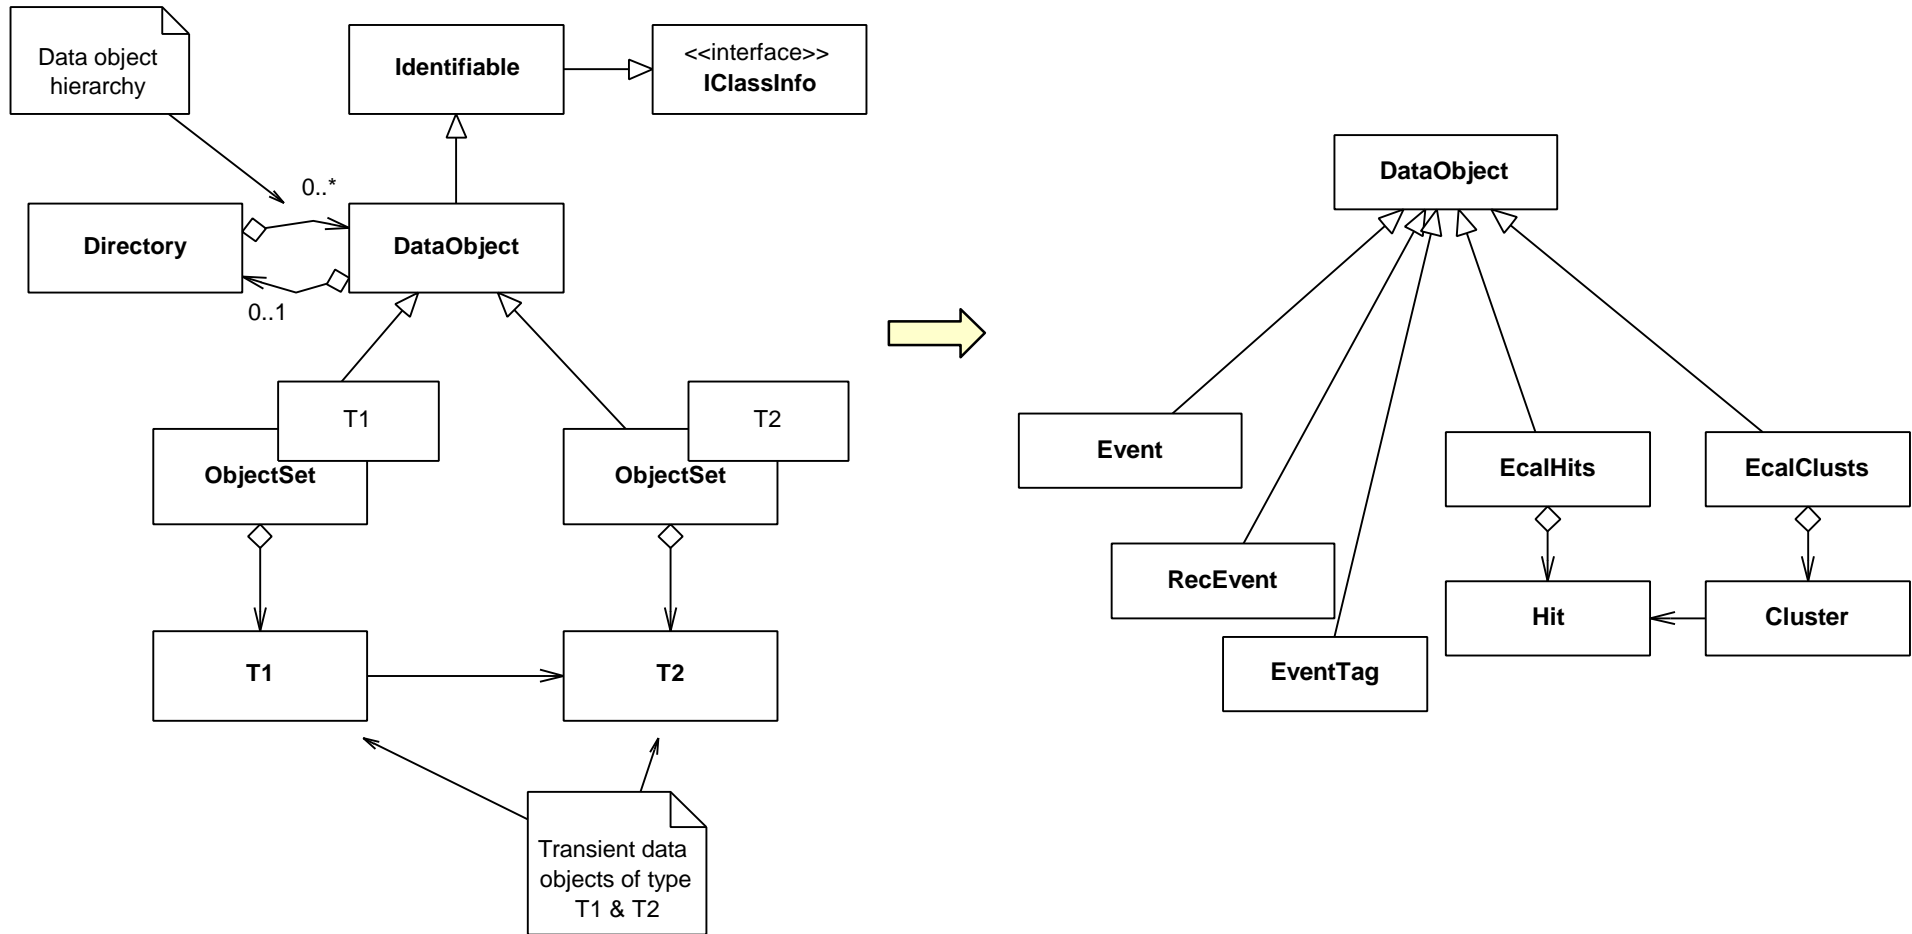 Data object
hierarchy
Identifiable
<<interface>>
IClassInfo
0..*
Directory
DataObject
0..1
T1
ObjectSet
T2
ObjectSet
T1
T2
Transient data
objects of type
T1 & T2
DataObject
Event
EcalHits
EcalClusts
RecEvent
Hit
Cluster
EventTag